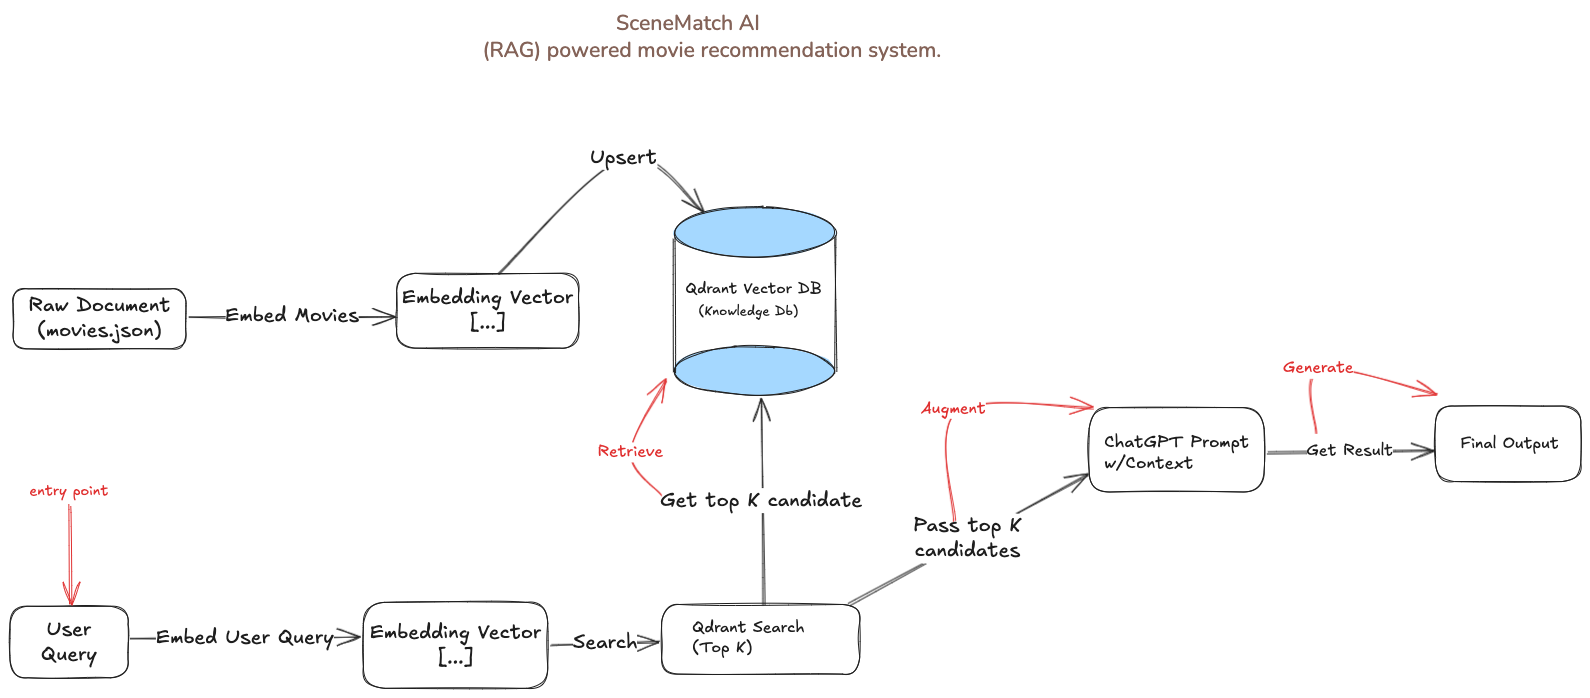 SceneMatch AI
(RAG) powered movie recommendation system.
Upsert
Qdrant Vector DB
(Knowledge Db)
Raw Document
(movies.json)
Embed Movies
Embedding Vector
[...]
Generate
Augment
Retrieve
ChatGPT Prompt
w/Context
Get Result
Final Output
entry point
Get top K candidate
Pass top K
candidates
User
Query
Embed User Query
Embedding Vector
[...]
Search
Qdrant Search
(Top K)